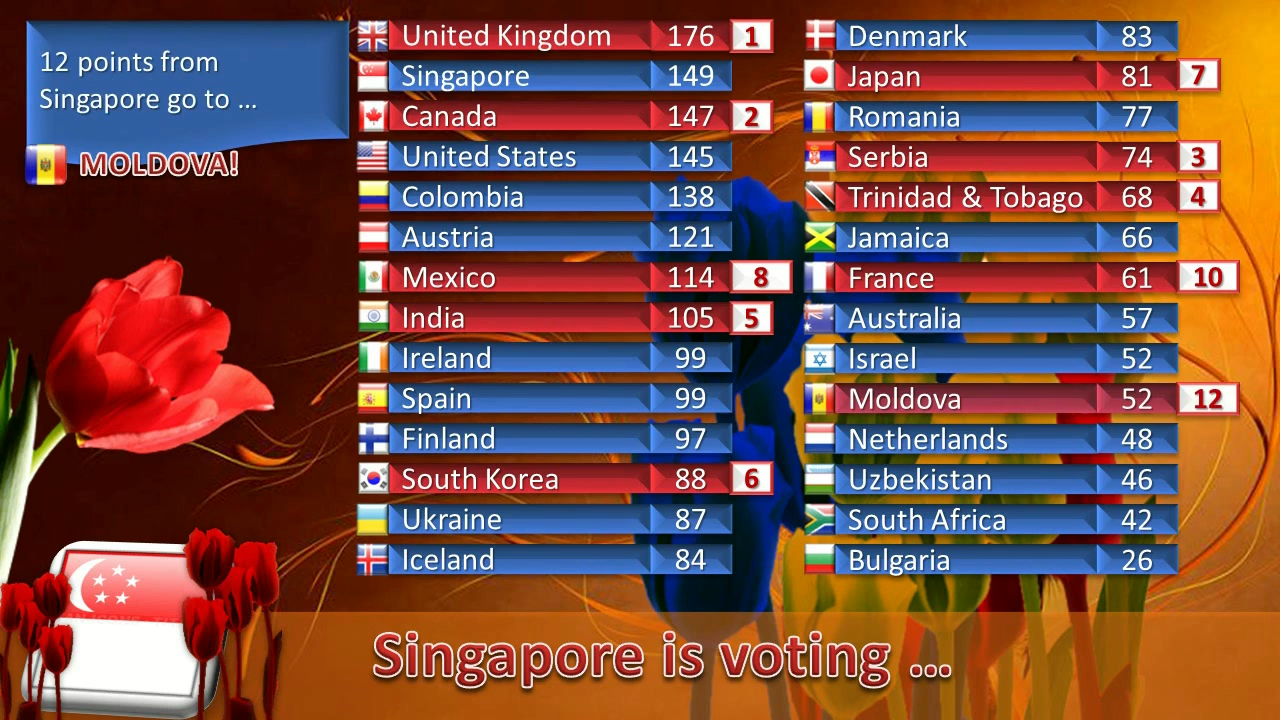 12 points from
Singapore go to ...
MOLDOVA!
United Kingdom 176 1
Singapore 149
Canada 147 2
United States 145
Colombia 138
Austria 121
Mexico 114 8
India 105 5
Ireland 99
Spain 99
Finland 97
South Korea 88 6
Ukraine 87
Iceland 84
Denmark 83
Japan 81 7
Romania 77
Serbia 74 3
Trinidad & Tobago 68 4
Jamaica 66
France 61 10
Australia 57
Israel 52
Moldova 52 12
Netherlands 48
Uzbekistan 46
South Africa 42
Bulgaria 26
Singapore is voting ...